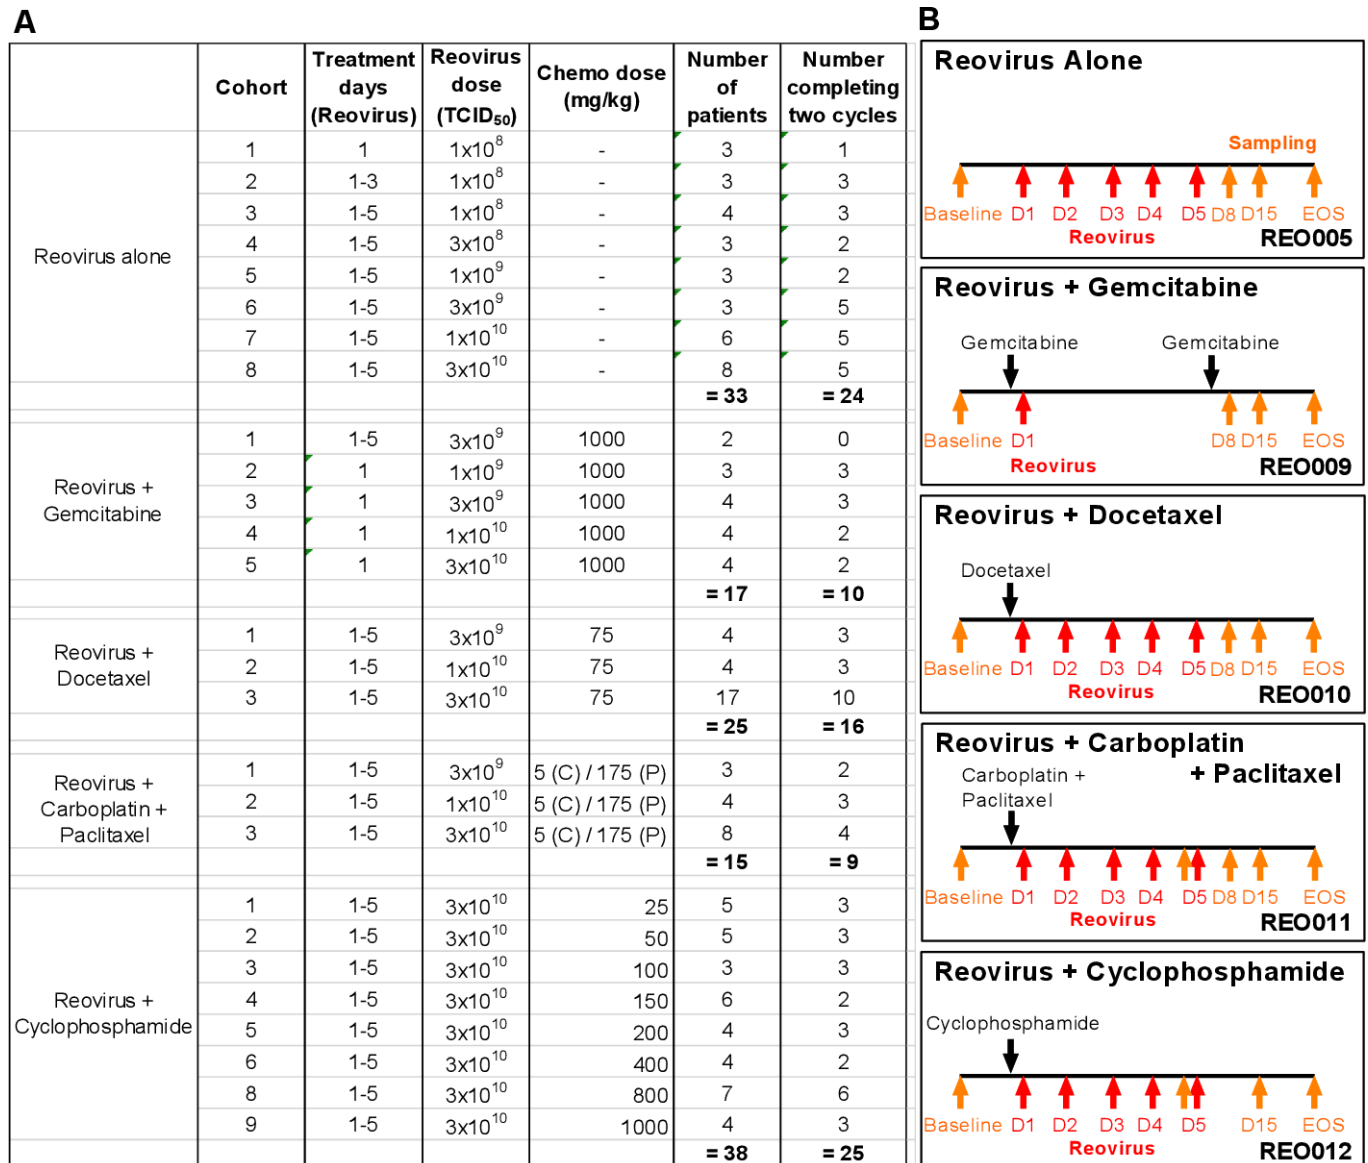 A
Cohort
Treatment days (Reovirus)
Reovirus dose (TCID50)
Chemo dose (mg/kg)
Number of patients
Number completing two cycles
Reovirus alone
1 1 1x10^8 - 3 1
2 1-3 1x10^8 - 3 3
3 1-5 1x10^8 - 4 3
4 1-5 3x10^8 - 3 2
5 1-5 1x10^9 - 3 2
6 1-5 3x10^9 - 3 5
7 1-5 1x10^10 - 6 5
8 1-5 3x10^10 - 8 5
= 33 = 24
Reovirus +
Gemcitabine
1 1-5 3x10^9 1000 2 0
2 1 1x10^9 1000 3 3
3 1 3x10^9 1000 4 3
4 1 1x10^10 1000 4 2
5 1 3x10^10 1000 4 2
= 17 = 10
Reovirus +
Docetaxel
1 1-5 3x10^9 75 4 3
2 1-5 1x10^10 75 4 3
3 1-5 3x10^10 75 17 10
= 25 = 16
Reovirus +
Carboplatin +
Paclitaxel
1 1-5 3x10^9 5 (C) / 175 (P) 3 2
2 1-5 1x10^10 5 (C) / 175 (P) 4 3
3 1-5 3x10^10 5 (C) / 175 (P) 8 4
= 15 = 9
Reovirus +
Cyclophosphamide
1 1-5 3x10^10 25 5 3
2 1-5 3x10^10 50 5 3
3 1-5 3x10^10 100 3 3
4 1-5 3x10^10 150 6 2
5 1-5 3x10^10 200 4 3
6 1-5 3x10^10 400 4 2
8 1-5 3x10^10 800 7 6
9 1-5 3x10^10 1000 4 3
= 38 = 25
B
Reovirus Alone
Sampling
Baseline D1 D2 D3 D4 D5 D8 D15 EOS
Reovirus
REO005
Reovirus + Gemcitabine
Gemcitabine Gemcitabine
Baseline D1 D8 D15 EOS
Reovirus
REO009
Reovirus + Docetaxel
Docetaxel
Baseline D1 D2 D3 D4 D5 D8 D15 EOS
Reovirus
REO010
Reovirus + Carboplatin
+ Paclitaxel
Carboplatin +
Paclitaxel
Baseline D1 D2 D3 D4 D5 D8 D15 EOS
Reovirus
REO011
Reovirus + Cyclophosphamide
Cyclophosphamide
Baseline D1 D2 D3 D4 D5 D15 EOS
Reovirus
REO012